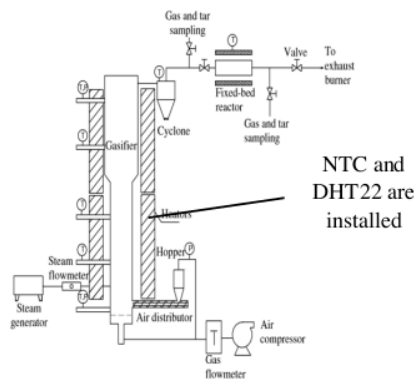 Gas and tar
sampling
T
Valve
To
exhaust
burner
T
T.P
Fixed-bed
reactor
Cyclone
Gas and tar
sampling
Gasifier
T
NTC and
DHT22 are
installed
T
Heaters
P
Hopper
T
Steam
flowmeter
T.P
Steam
generator
Air distributor
Air
compressor
Gas
flowmeter